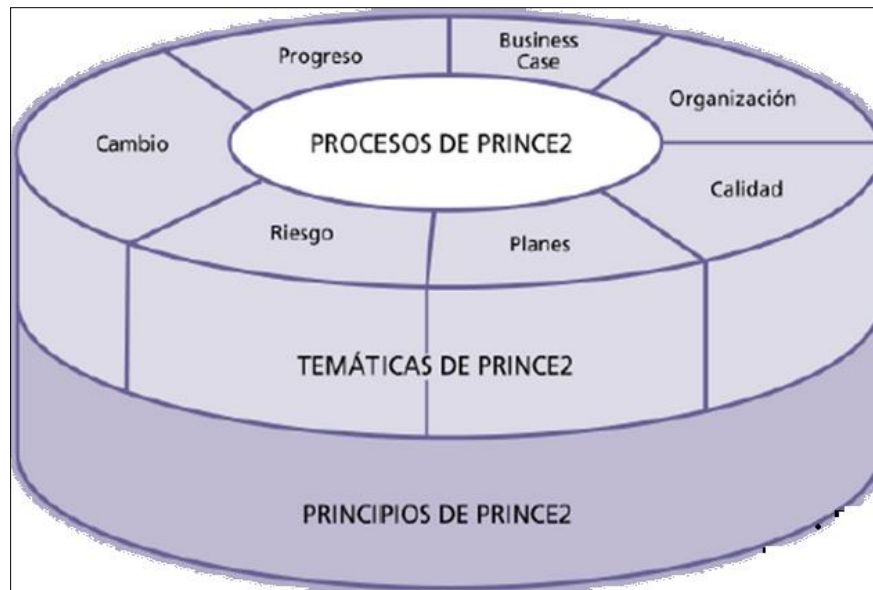 Progreso
Business
Case
Organización
Cambio
PROCESOS DE PRINCE2
Calidad
Riesgo
Planes
TEMÁTICAS DE PRINCE2
PRINCIPIOS DE PRINCE2